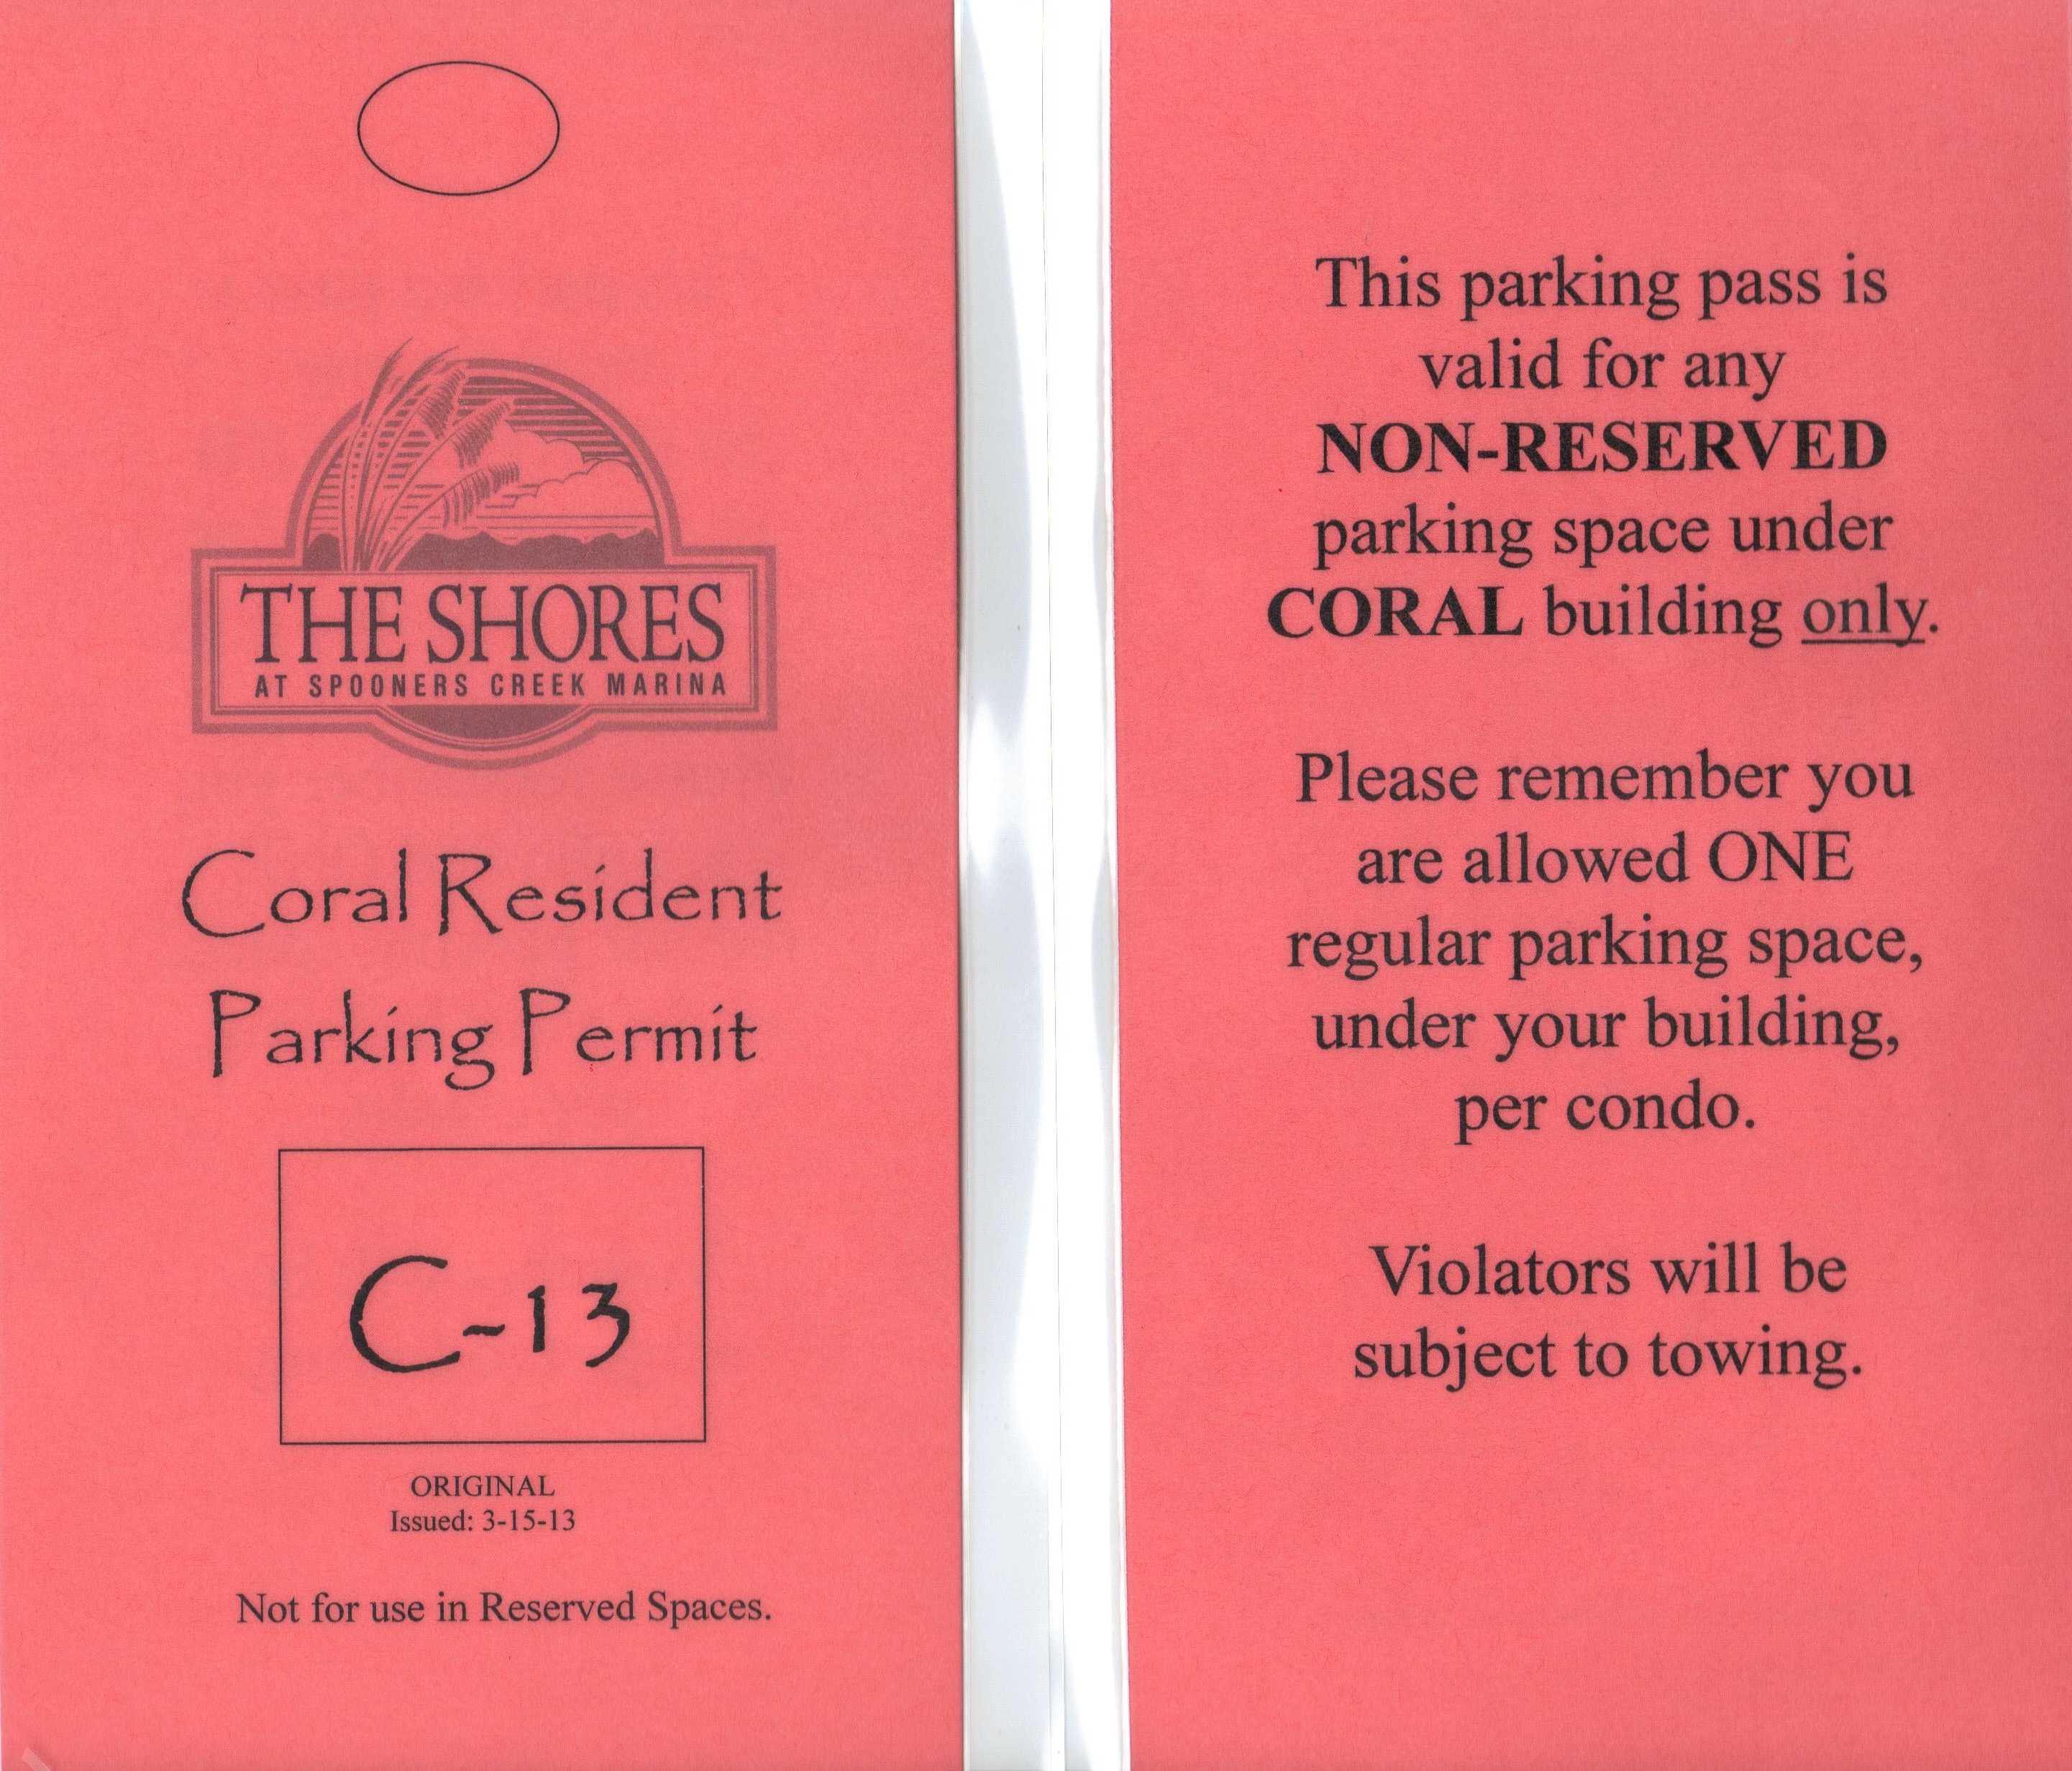 THE SHORES
AT SPOONERS CREEK MARINA
Coral Resident
Parking Permit
C-13
ORIGINAL
Issued: 3-15-13
Not for use in Reserved Spaces.
This parking pass is
valid for any
NON-RESERVED
parking space under
CORAL building only.
Please remember you
are allowed ONE
regular parking space,
under your building,
per condo.
Violators will be
subject to towing.